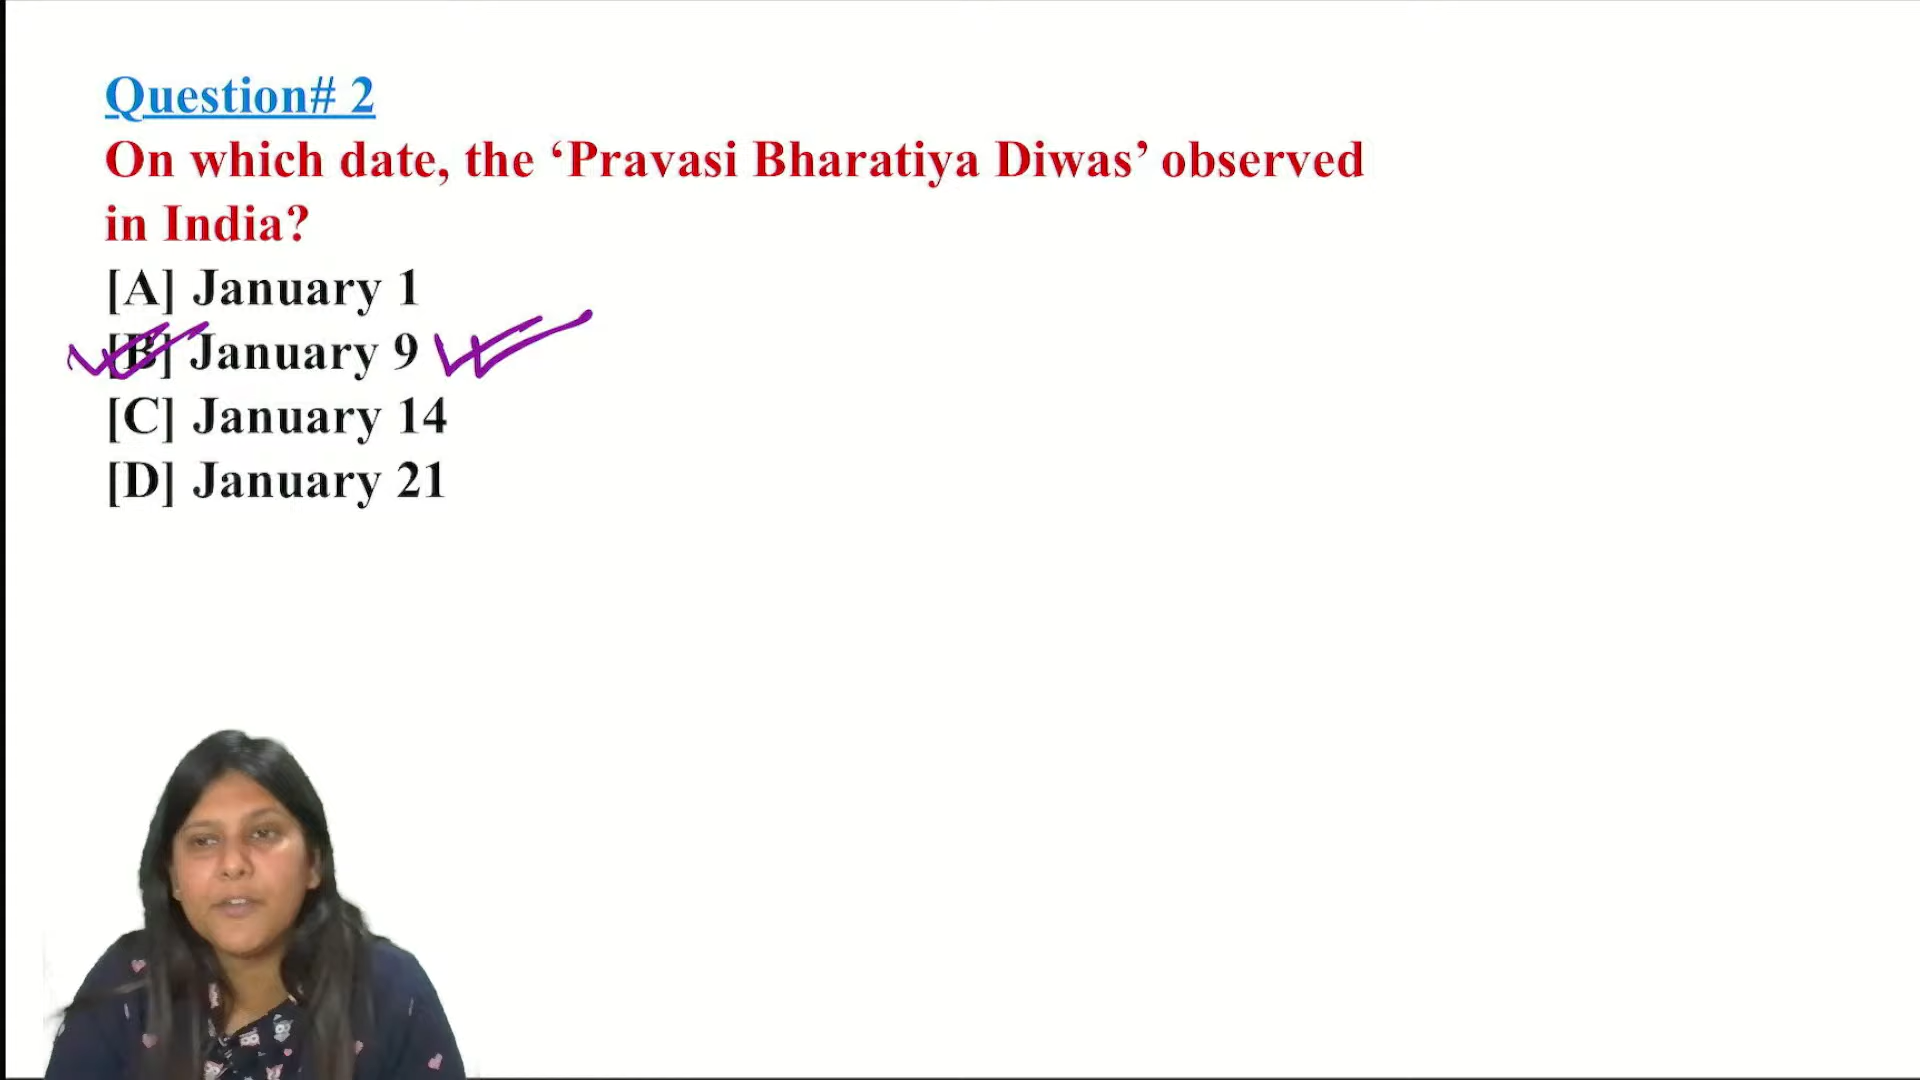 Question# 2
On which date, the ‘Pravasi Bharatiya Diwas’ observed
in India?
[A] January 1
[B] January 9
[C] January 14
[D] January 21